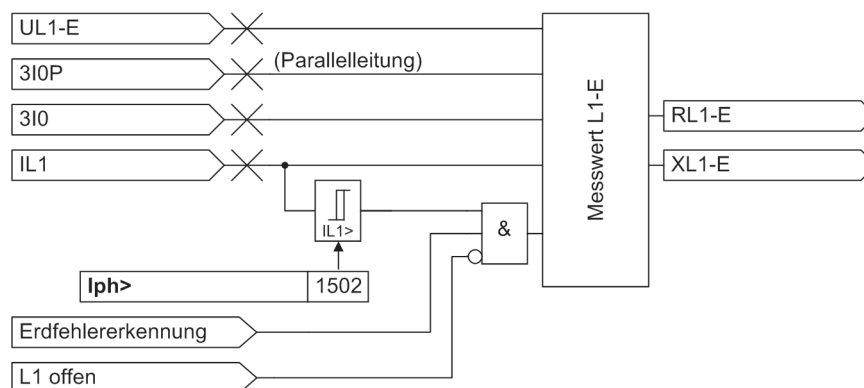 UL1-E
3I0P
(Parallelleitung)
3I0
IL1
IL1>
&
Iph> 1502
Erdfehlererkennung
L1 offen
Messwert L1-E
RL1-E
XL1-E